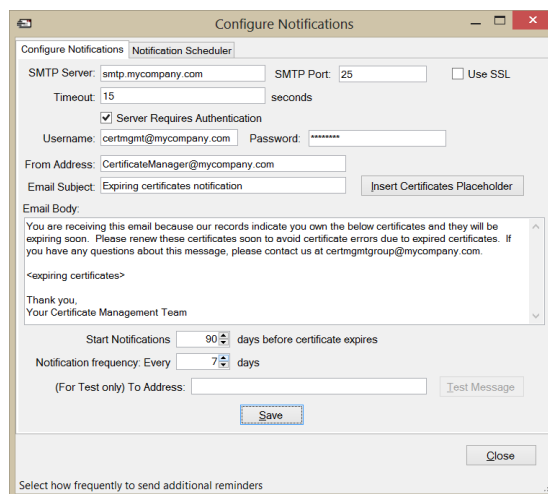 Configure Notifications
Configure Notifications Notification Scheduler
SMTP Server: smtp.mycompany.com SMTP Port: 25 Use SSL
Timeout: 15 seconds
Server Requires Authentication
Username: certmgmt@mycompany.com Password: ********
From Address: CertificateManager@mycompany.com
Email Subject: Expiring certificates notification Insert Certificates Placeholder
Email Body:
You are receiving this email because our records indicate you own the below certificates and they will be
expiring soon. Please renew these certificates soon to avoid certificate errors due to expired certificates. If
you have any questions about this message, please contact us at certmgmtgroup@mycompany.com.
<expiring certificates>
Thank you,
Your Certificate Management Team
Start Notifications 90 days before certificate expires
Notification frequency: Every 7 days
(For Test only) To Address: Test Message
Save
Close
Select how frequently to send additional reminders